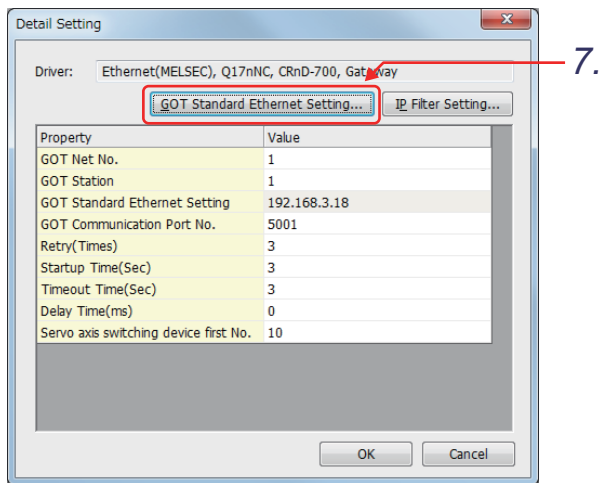 Detail Setting
7.
Driver: Ethernet(MELSEC), Q17nNC, CRnD-700, Gateway
GOT Standard Ethernet Setting... IP Filter Setting...
Property Value
GOT Net No. 1
GOT Station 1
GOT Standard Ethernet Setting 192.168.3.18
GOT Communication Port No. 5001
Retry(Times) 3
Startup Time(Sec) 3
Timeout Time(Sec) 3
Delay Time(ms) 0
Servo axis switching device first No. 10
OK Cancel